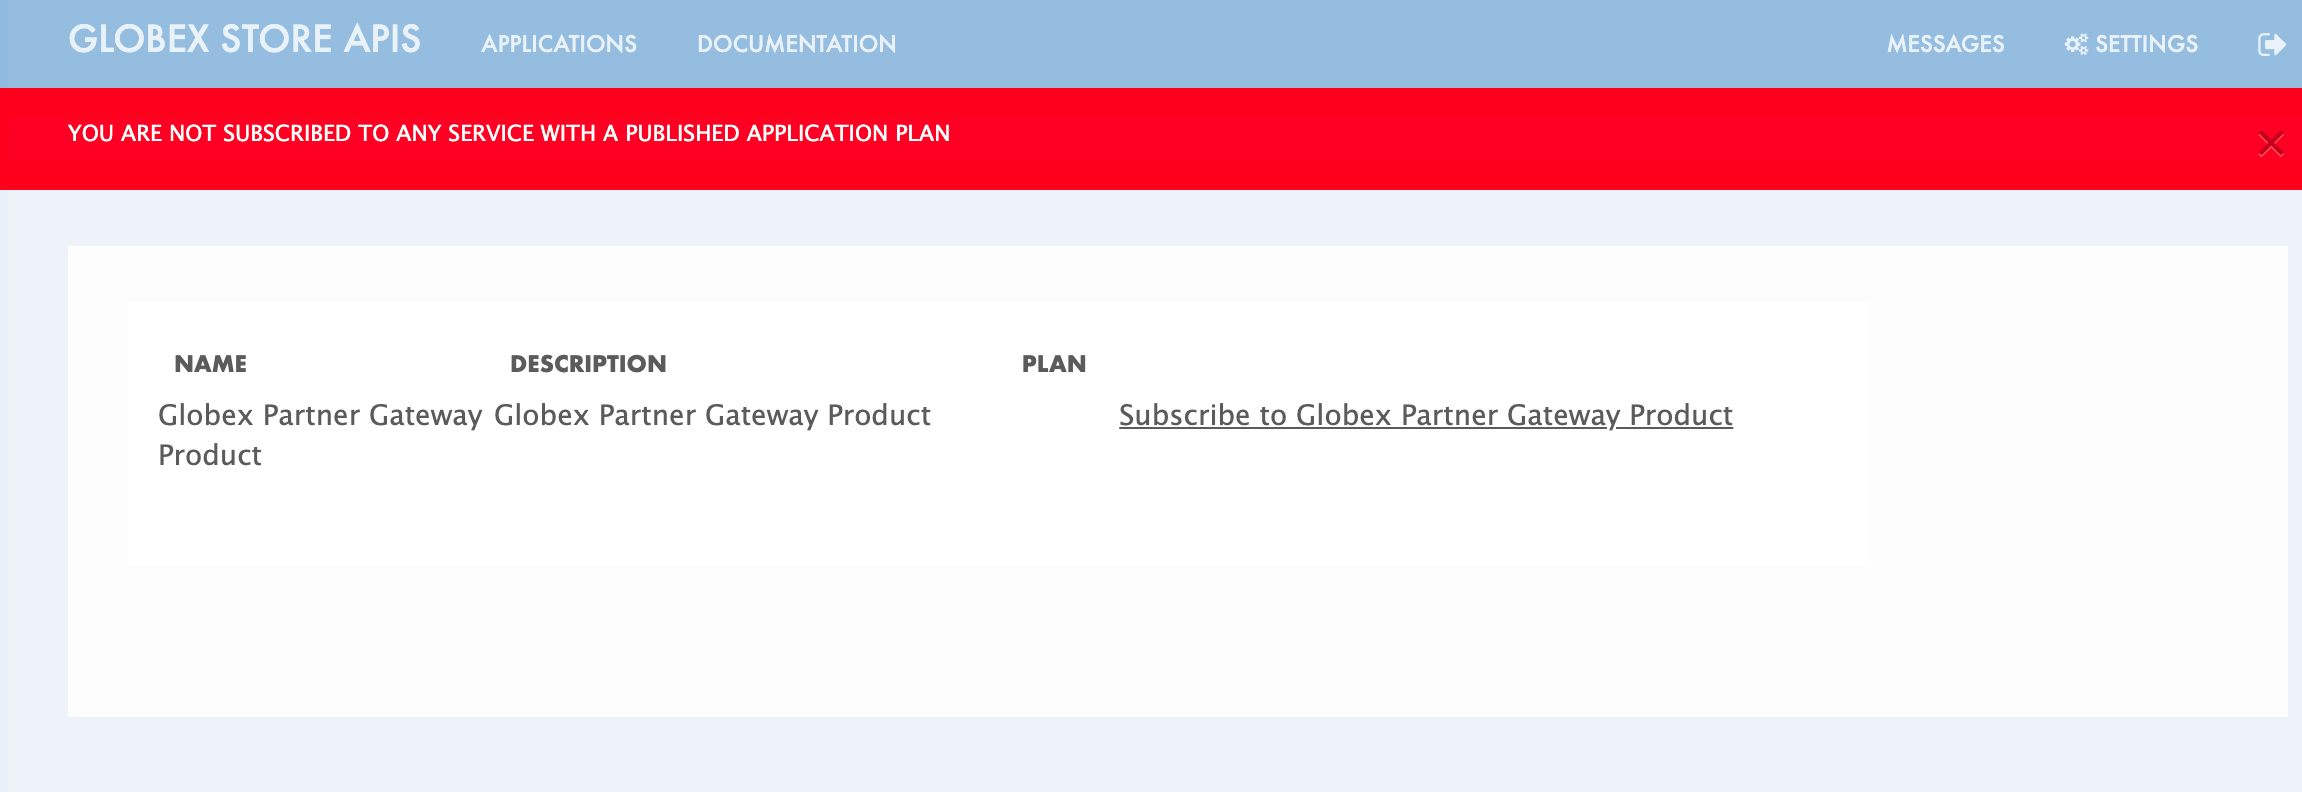 GLOBEX STORE APIS APPLICATIONS DOCUMENTATION MESSAGES SETTINGS
YOU ARE NOT SUBSCRIBED TO ANY SERVICE WITH A PUBLISHED APPLICATION PLAN
NAME DESCRIPTION PLAN
Globex Partner Gateway Globex Partner Gateway Product Subscribe to Globex Partner Gateway Product
Product